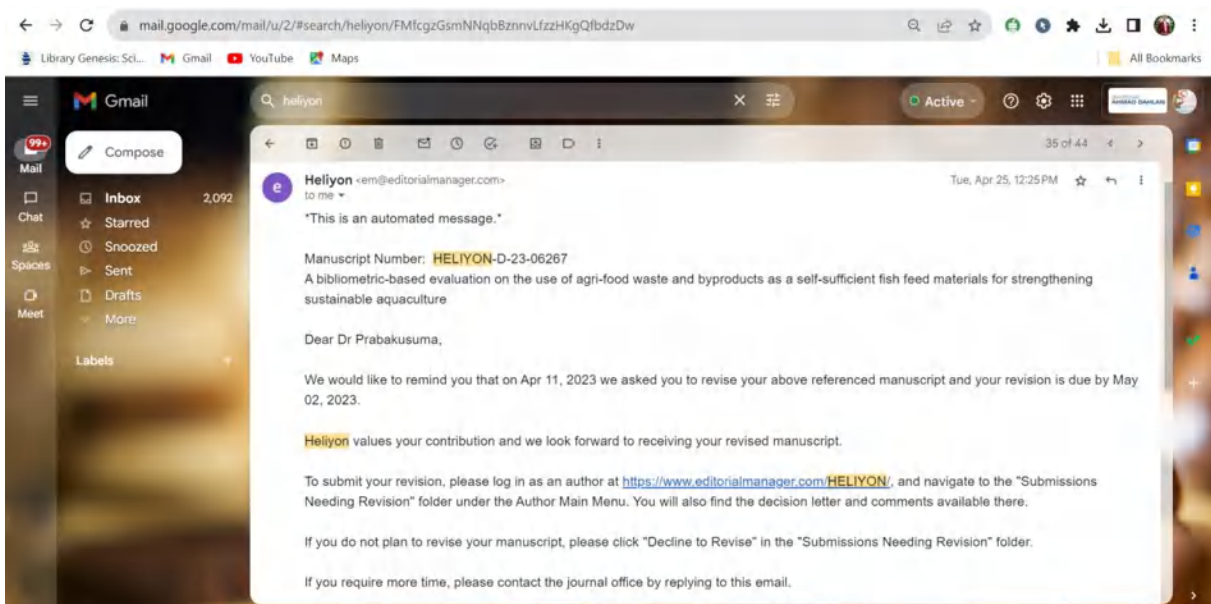 mail.google.com/mail/u/2/#search/heliyon/FMfcgzGsmNNqbBznnvLfzzHKgQfbdzDw
Library Genesis: Sci... Gmail YouTube Maps All Bookmarks
Gmail heliyon Active
99+
Mail
Compose
35 of 44
Chat
Spaces
Meet
Inbox 2,092
Starred
Snoozed
Sent
Drafts
More
Labels
Heliyon <em@editorialmanager.com> Tue, Apr 25, 12:25 PM
to me
*This is an automated message.*
Manuscript Number: HELIYON-D-23-06267
A bibliometric-based evaluation on the use of agri-food waste and byproducts as a self-sufficient fish feed materials for strengthening
sustainable aquaculture
Dear Dr Prabakusuma,
We would like to remind you that on Apr 11, 2023 we asked you to revise your above referenced manuscript and your revision is due by May
02, 2023.
Heliyon values your contribution and we look forward to receiving your revised manuscript.
To submit your revision, please log in as an author at https://www.editorialmanager.com/HELIYON/, and navigate to the "Submissions
Needing Revision" folder under the Author Main Menu. You will also find the decision letter and comments available there.
If you do not plan to revise your manuscript, please click "Decline to Revise" in the "Submissions Needing Revision" folder.
If you require more time, please contact the journal office by replying to this email.